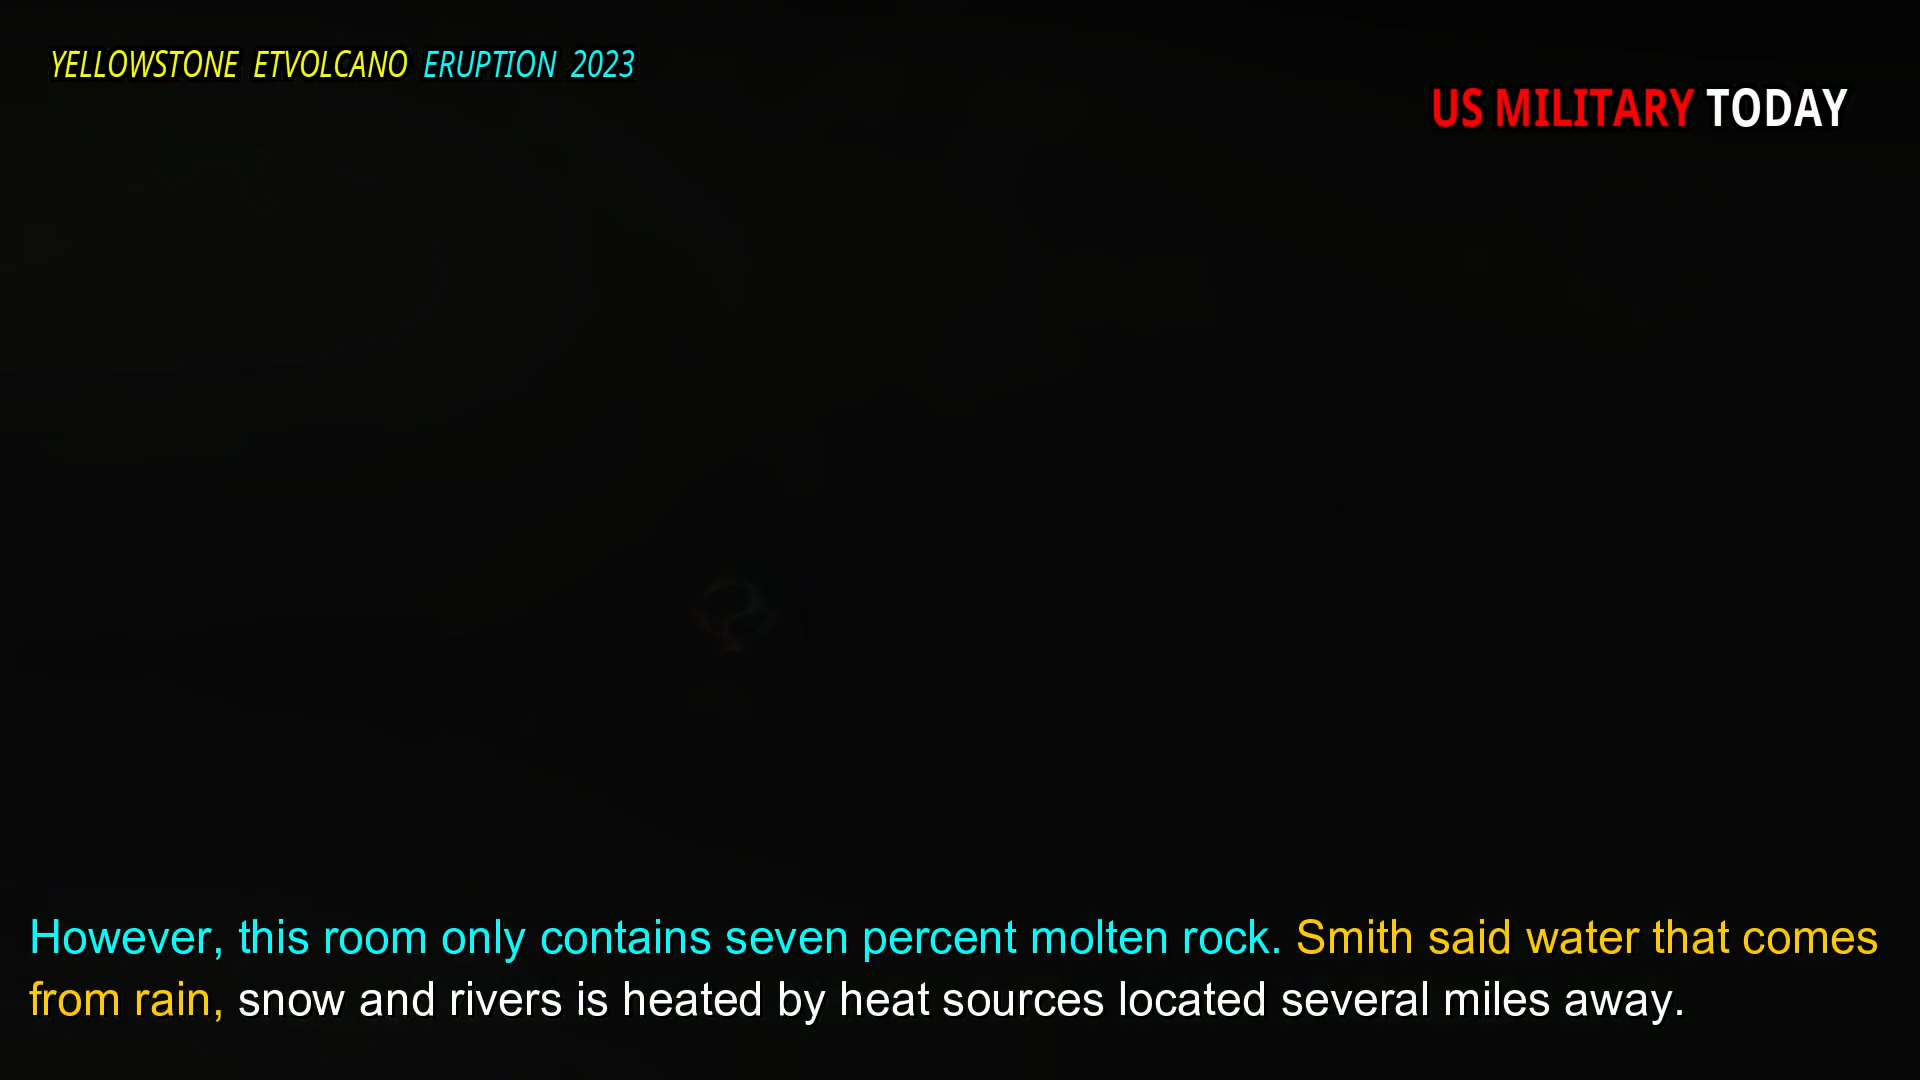 YELLOWSTONE ETVOLCANO ERUPTION 2023
US MILITARY TODAY
However, this room only contains seven percent molten rock. Smith said water that comes
from rain, snow and rivers is heated by heat sources located several miles away.